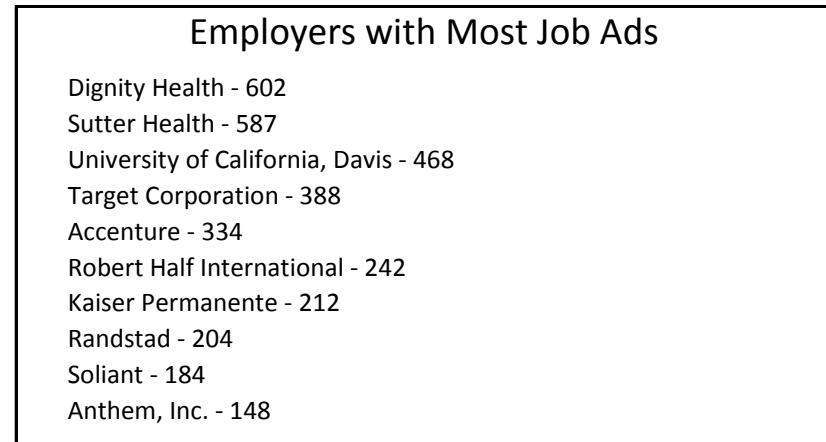 Employers with Most Job Ads
Dignity Health - 602
Sutter Health - 587
University of California, Davis - 468
Target Corporation - 388
Accenture - 334
Robert Half International - 242
Kaiser Permanente - 212
Randstad - 204
Soliant - 184
Anthem, Inc. - 148